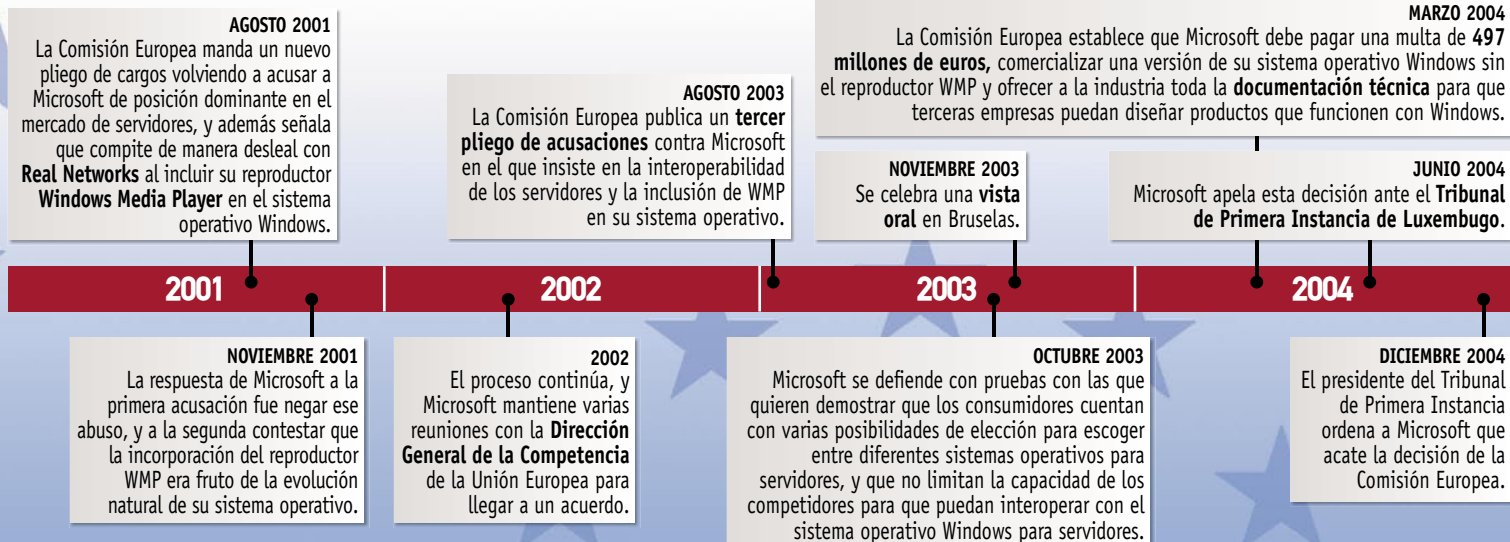 AGOSTO 2001
La Comisión Europea manda un nuevo
pliego de cargos volviendo a acusar a
Microsoft de posición dominante en el
mercado de servidores, y además señala
que compite de manera desleal con
Real Networks al incluir su reproductor
Windows Media Player en el sistema
operativo Windows.
AGOSTO 2003
La Comisión Europea publica un tercer
pliego de acusaciones contra Microsoft
en el que insiste en la interoperabilidad
de los servidores y la inclusión de WMP
en su sistema operativo.
MARZO 2004
La Comisión Europea establece que Microsoft debe pagar una multa de 497
millones de euros, comercializar una versión de su sistema operativo Windows sin
el reproductor WMP y ofrecer a la industria toda la documentación técnica para que
terceras empresas puedan diseñar productos que funcionen con Windows.
NOVIEMBRE 2003
Se celebra una vista
oral en Bruselas.
JUNIO 2004
Microsoft apela esta decisión ante el Tribunal
de Primera Instancia de Luxembugo.
2001
2002
2003
2004
NOVIEMBRE 2001
La respuesta de Microsoft a la
primera acusación fue negar ese
abuso, y a la segunda contestar que
la incorporación del reproductor
WMP era fruto de la evolución
natural de su sistema operativo.
2002
El proceso continúa, y
Microsoft mantiene varias
reuniones con la Dirección
General de la Competencia
de la Unión Europea para
llegar a un acuerdo.
OCTUBRE 2003
Microsoft se defiende con pruebas con las que
quieren demostrar que los consumidores cuentan
con varias posibilidades de elección para escoger
entre diferentes sistemas operativos para
servidores, y que no limitan la capacidad de los
competidores para que puedan interoperar con el
sistema operativo Windows para servidores.
DICIEMBRE 2004
El presidente del Tribunal
de Primera Instancia
ordena a Microsoft que
acate la decisión de la
Comisión Europea.